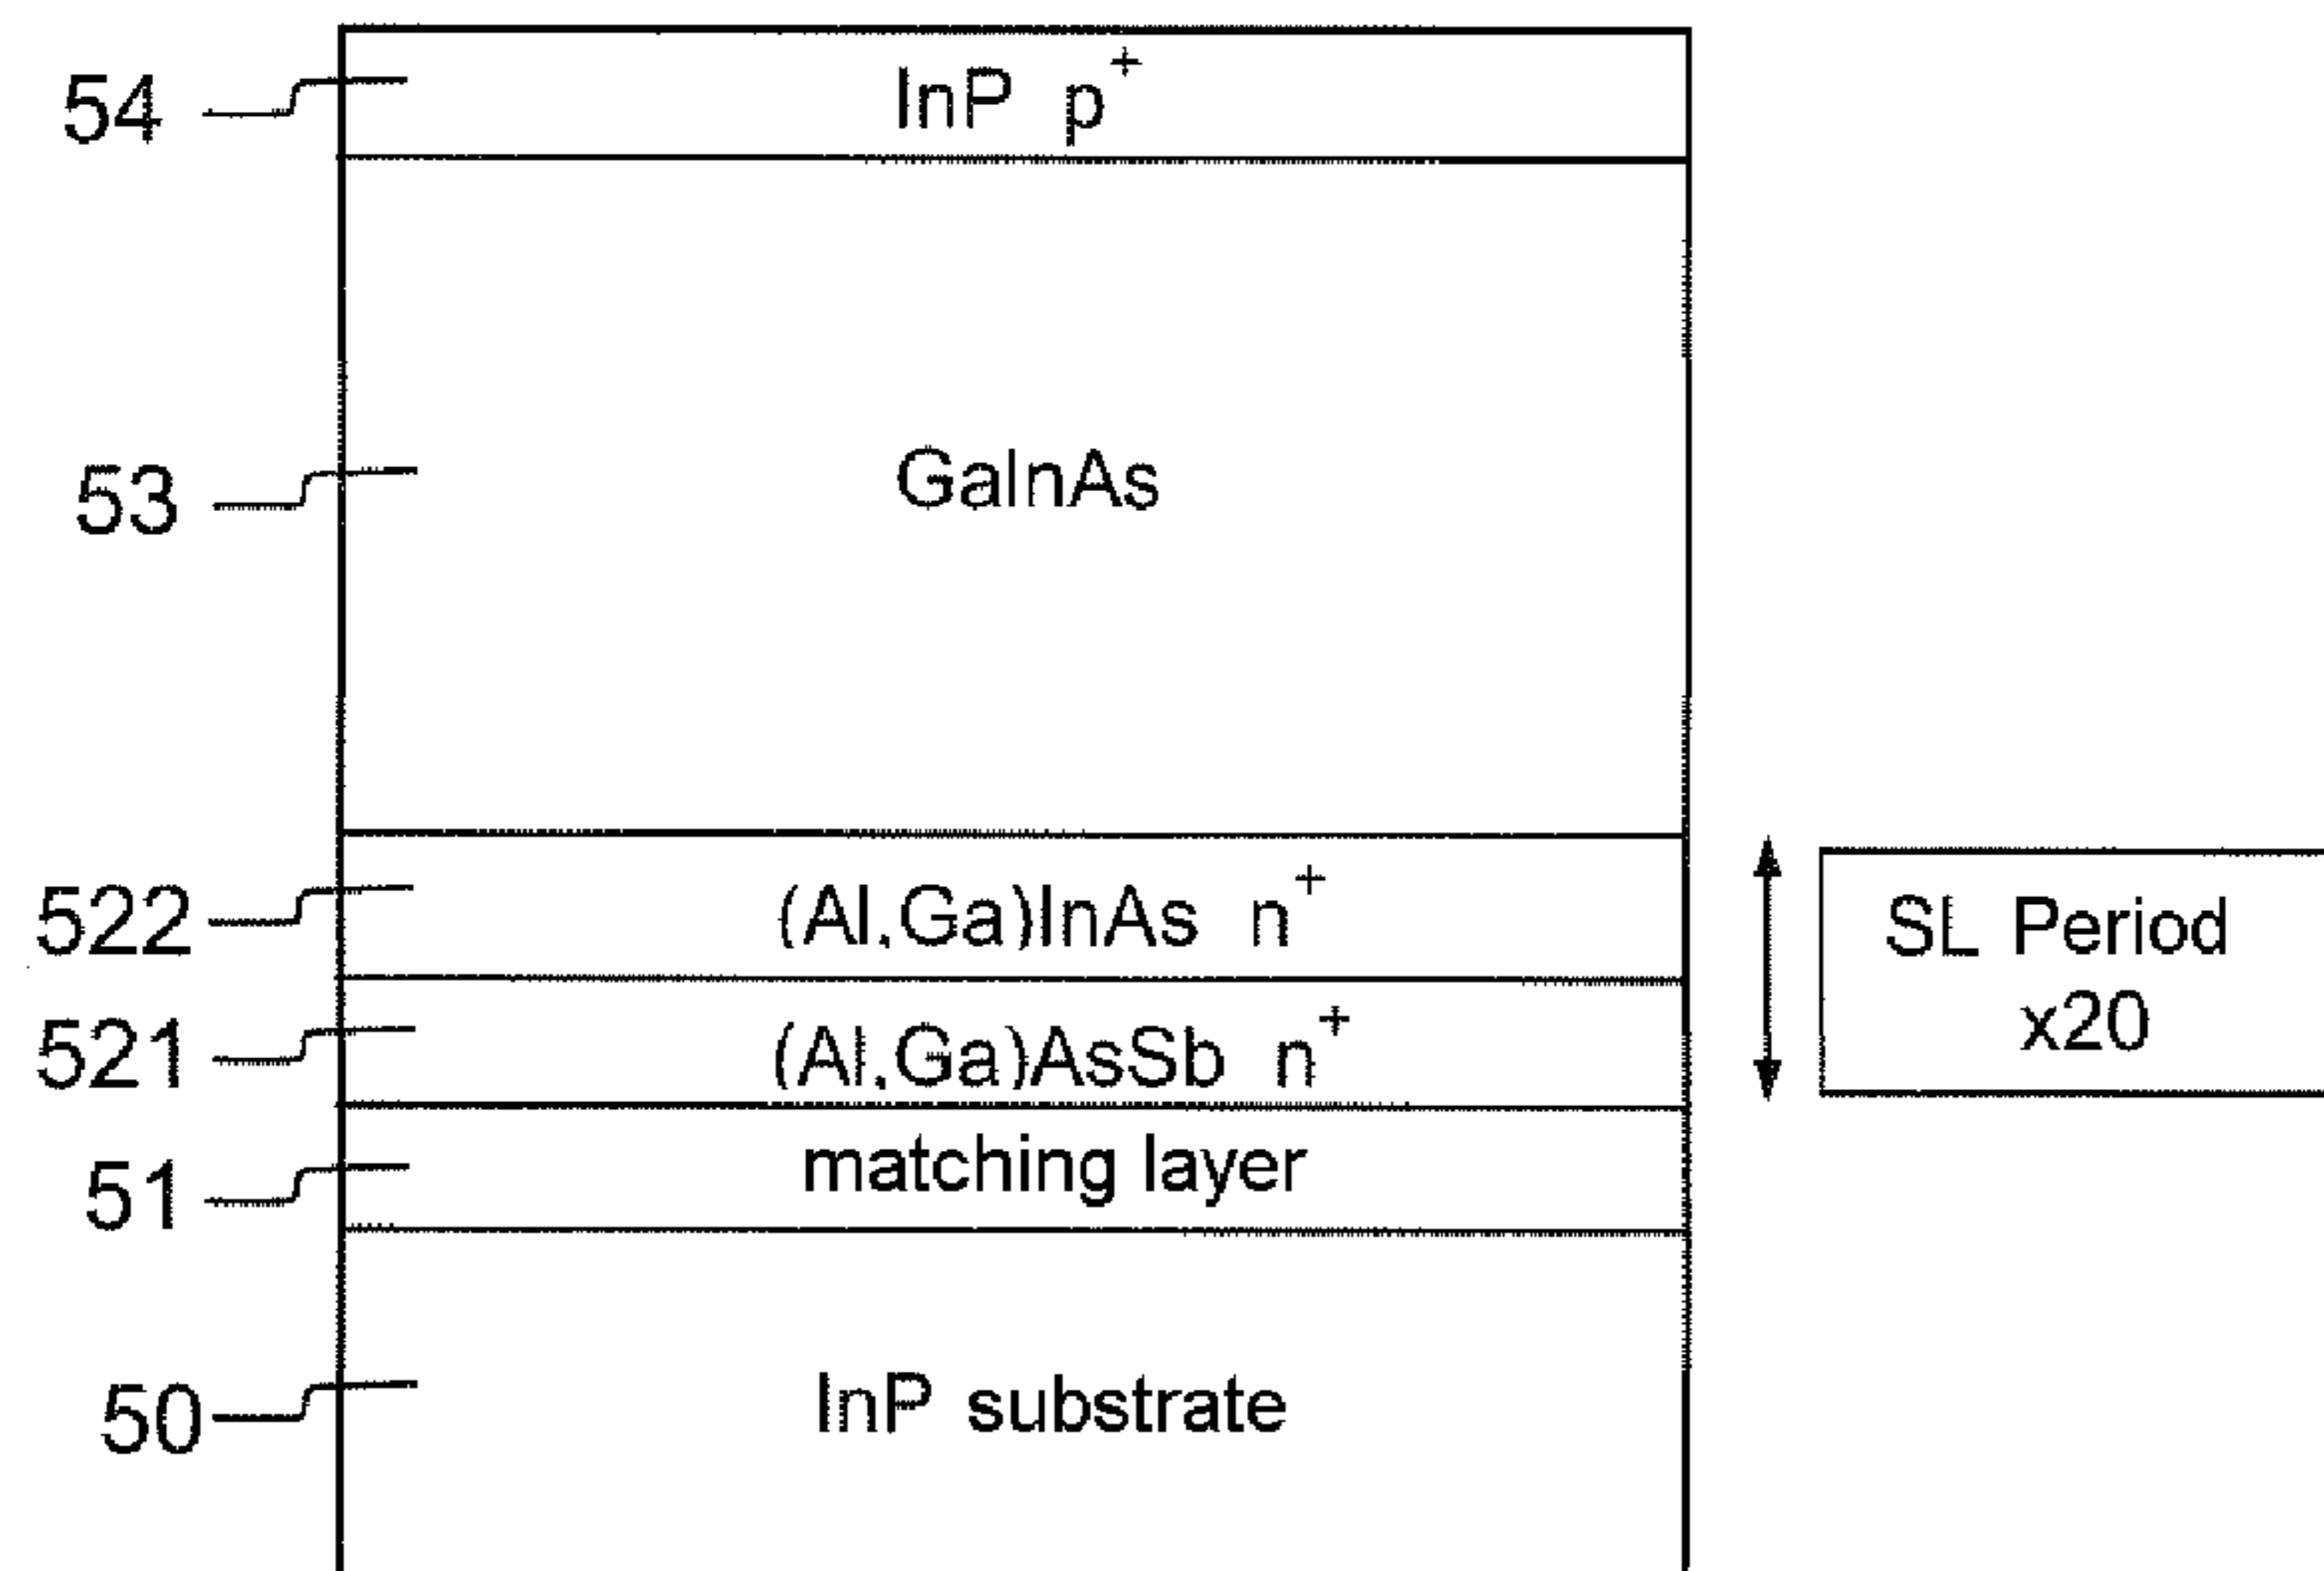 54 InP p+
53 GaInAs
522 (Al,Ga)InAs n+
SL Period
x20
521 (Al,Ga)AsSb n+
51 matching layer
50 InP substrate